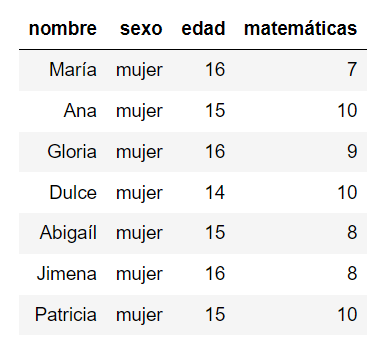 nombre sexo edad matemáticas
María mujer 16 7
Ana mujer 15 10
Gloria mujer 16 9
Dulce mujer 14 10
Abigaíl mujer 15 8
Jimena mujer 16 8
Patricia mujer 15 10